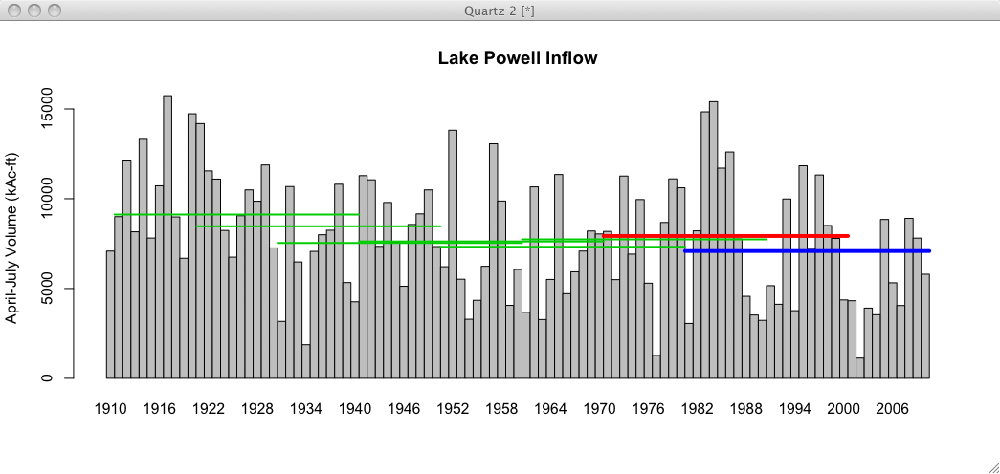 Quartz 2 [*]
Lake Powell Inflow
April-July Volume (kAc-ft)
15000
10000
5000
0
1910 1916 1922 1928 1934 1940 1946 1952 1958 1964 1970 1976 1982 1988 1994 2000 2006